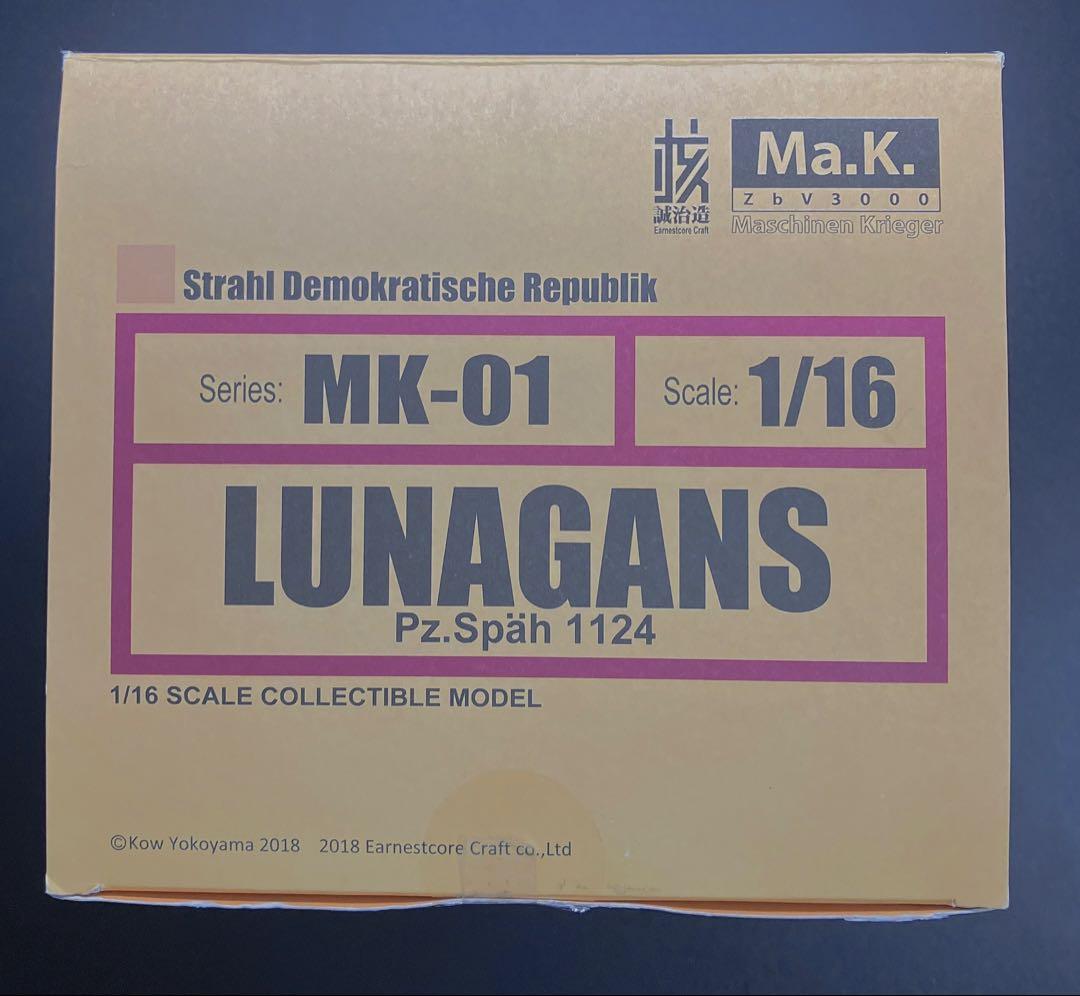 Ma.K.
ZbV3000
Maschinen Krieger
誠治造
Earnestcore Craft
Strahl Demokratische Republik
Series: MK-01
Scale: 1/16
LUNAGANS
Pz.Späh 1124
1/16 SCALE COLLECTIBLE MODEL
©Kow Yokoyama 2018 2018 Earnestcore Craft co.,Ltd